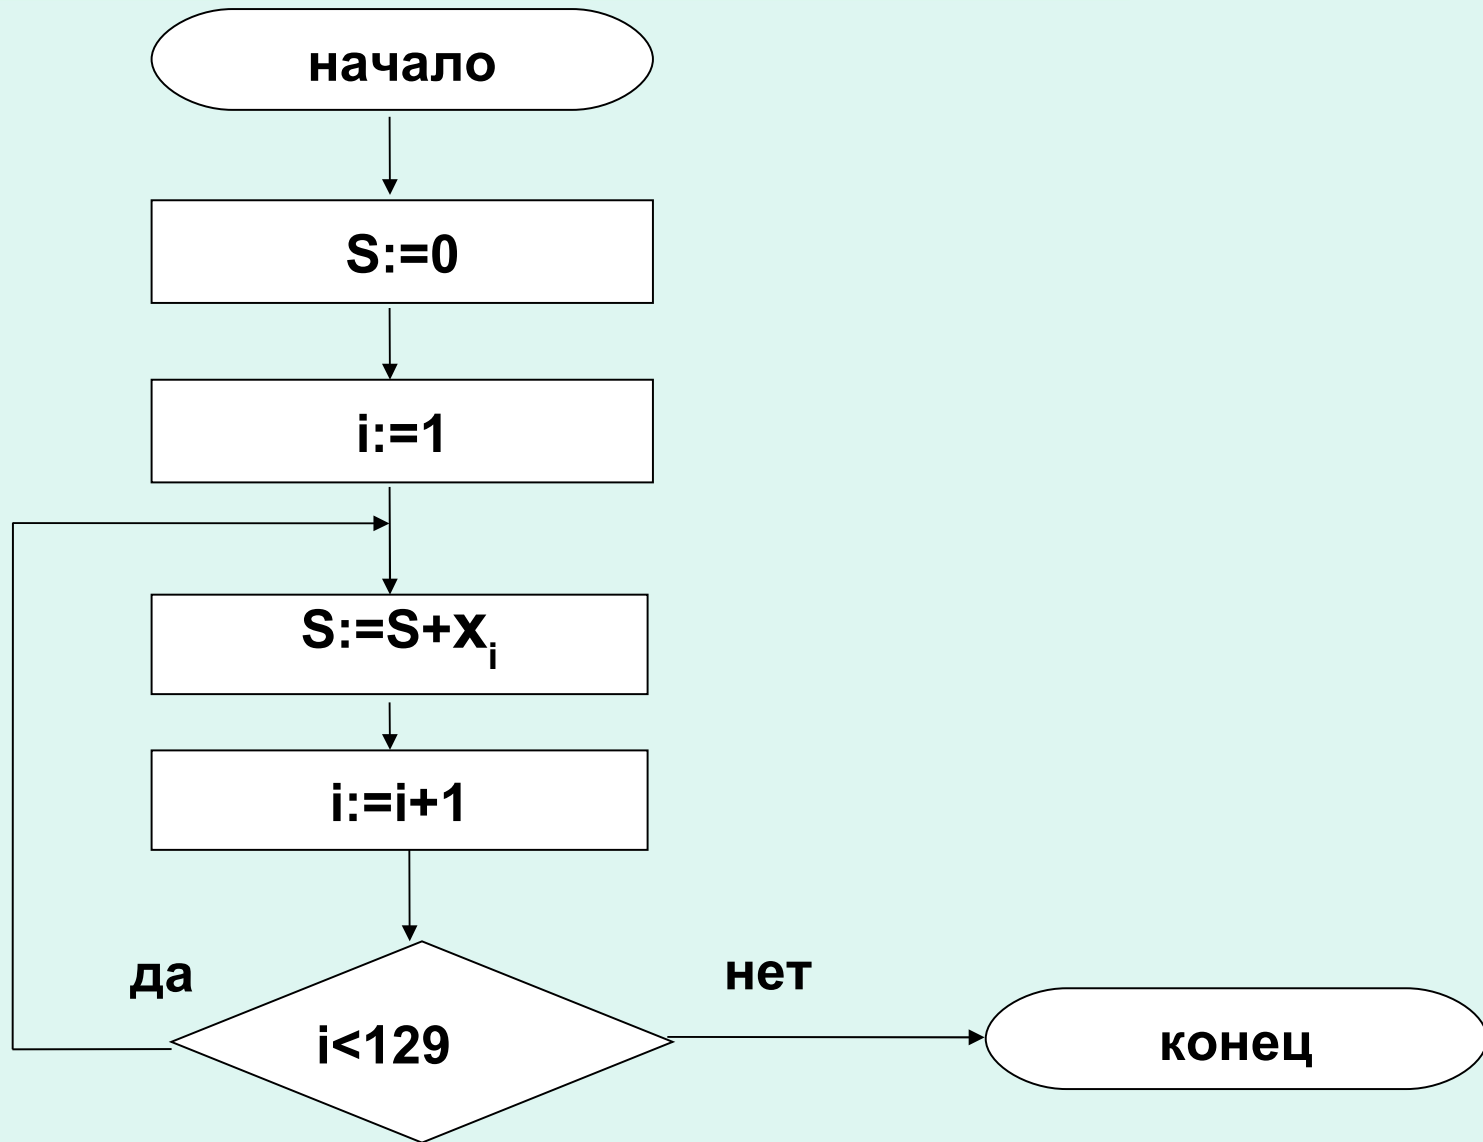 начало
S:=0
i:=1
S:=S+xi
i:=i+1
да
нет
i<129
конец